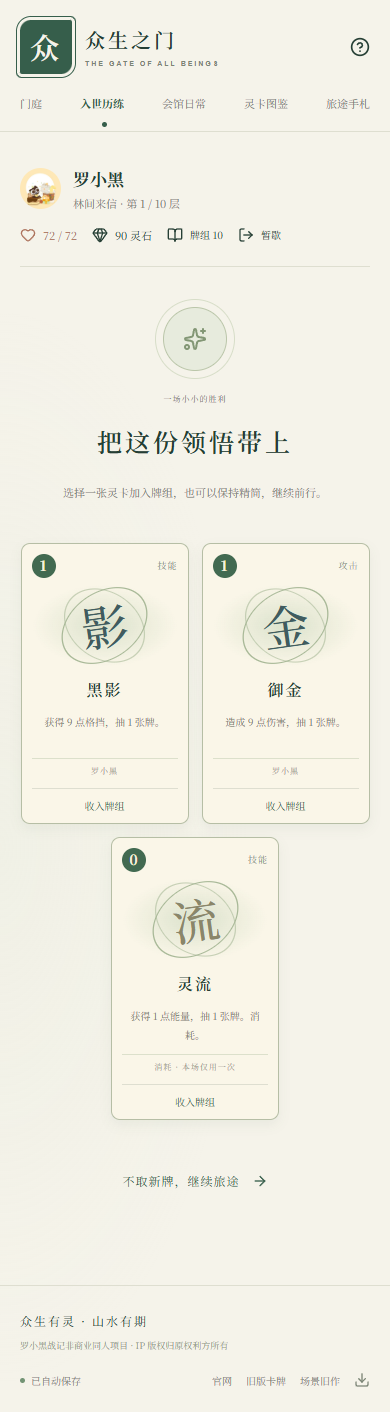 众
众生之门
THE GATE OF ALL BEINGS
门庭 入世历练 会馆日常 灵卡图鉴 旅途手札
罗小黑
林间来信 · 第 1 / 10 层
72 / 72 90 灵石 牌组 10 暂歇
一场小小的胜利
把这份领悟带上
选择一张灵卡加入牌组，也可以保持精简，继续前行。
1 技能
影
黑影
获得 9 点格挡，抽 1 张牌。
罗小黑
收入牌组
1 攻击
金
御金
造成 9 点伤害，抽 1 张牌。
罗小黑
收入牌组
0 技能
流
灵流
获得 1 点能量，抽 1 张牌。消
耗。
消耗 · 本场仅用一次
收入牌组
不取新牌，继续旅途
众生有灵 · 山水有期
罗小黑战记非商业同人项目 · IP 版权归原权利方所有
已自动保存 官网 旧版卡牌 场景旧作